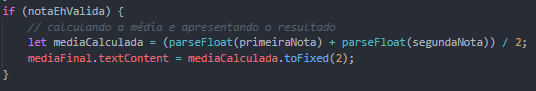 if (notaEhValida) {
// calculando a média e apresentando o resultado
let mediaCalculada = (parseFloat(primeiraNota) + parseFloat(segundaNota)) / 2;
mediaFinal.textContent = mediaCalculada.toFixed(2);
}